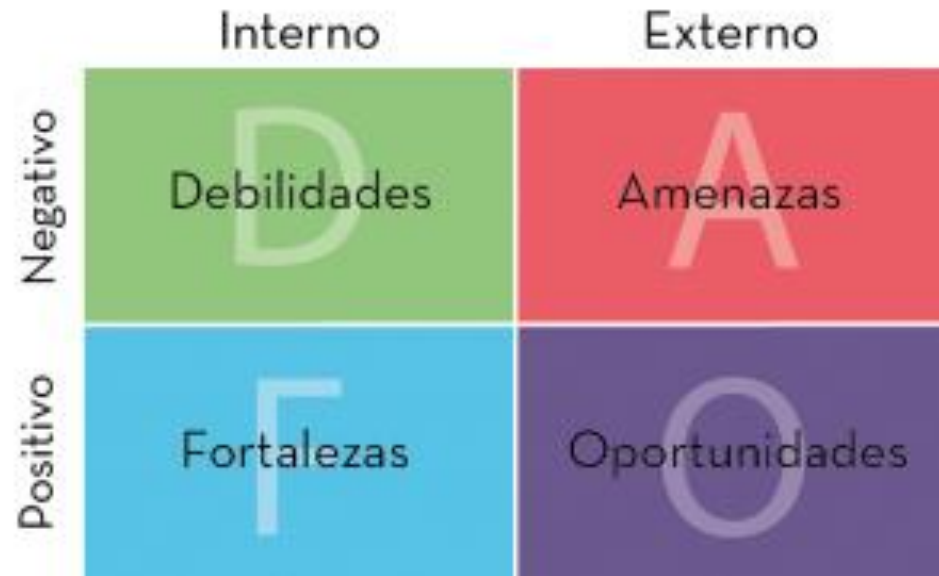 Interno Externo
Negativo
D
Debilidades
A
Amenazas
Positivo
F
Fortalezas
O
Oportunidades